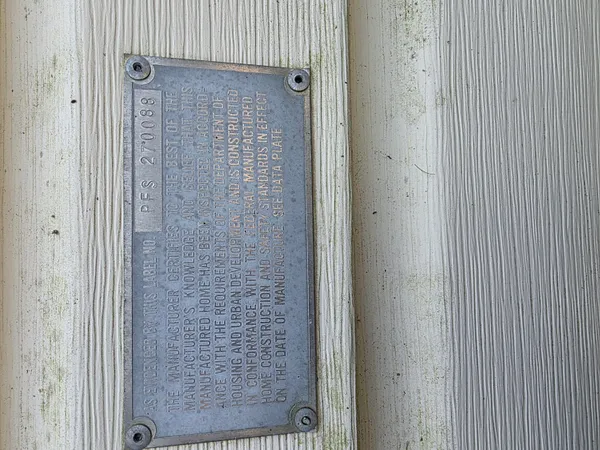 AS EVIDENCED BY THIS LABEL NO. PFS 270088
THE MANUFACTURER CERTIFIES TO THE BEST OF THE
MANUFACTURER'S KNOWLEDGE AND BELIEF THAT THIS
MANUFACTURED HOME HAS BEEN INSPECTED IN ACCORD-
ANCE WITH THE REQUIREMENTS OF THE DEPARTMENT OF
HOUSING AND URBAN DEVELOPMENT AND IS CONSTRUCTED
IN CONFORMANCE WITH THE FEDERAL MANUFACTURED
HOME CONSTRUCTION AND SAFETY STANDARDS IN EFFECT
ON THE DATE OF MANUFACTURE. SEE DATA PLATE